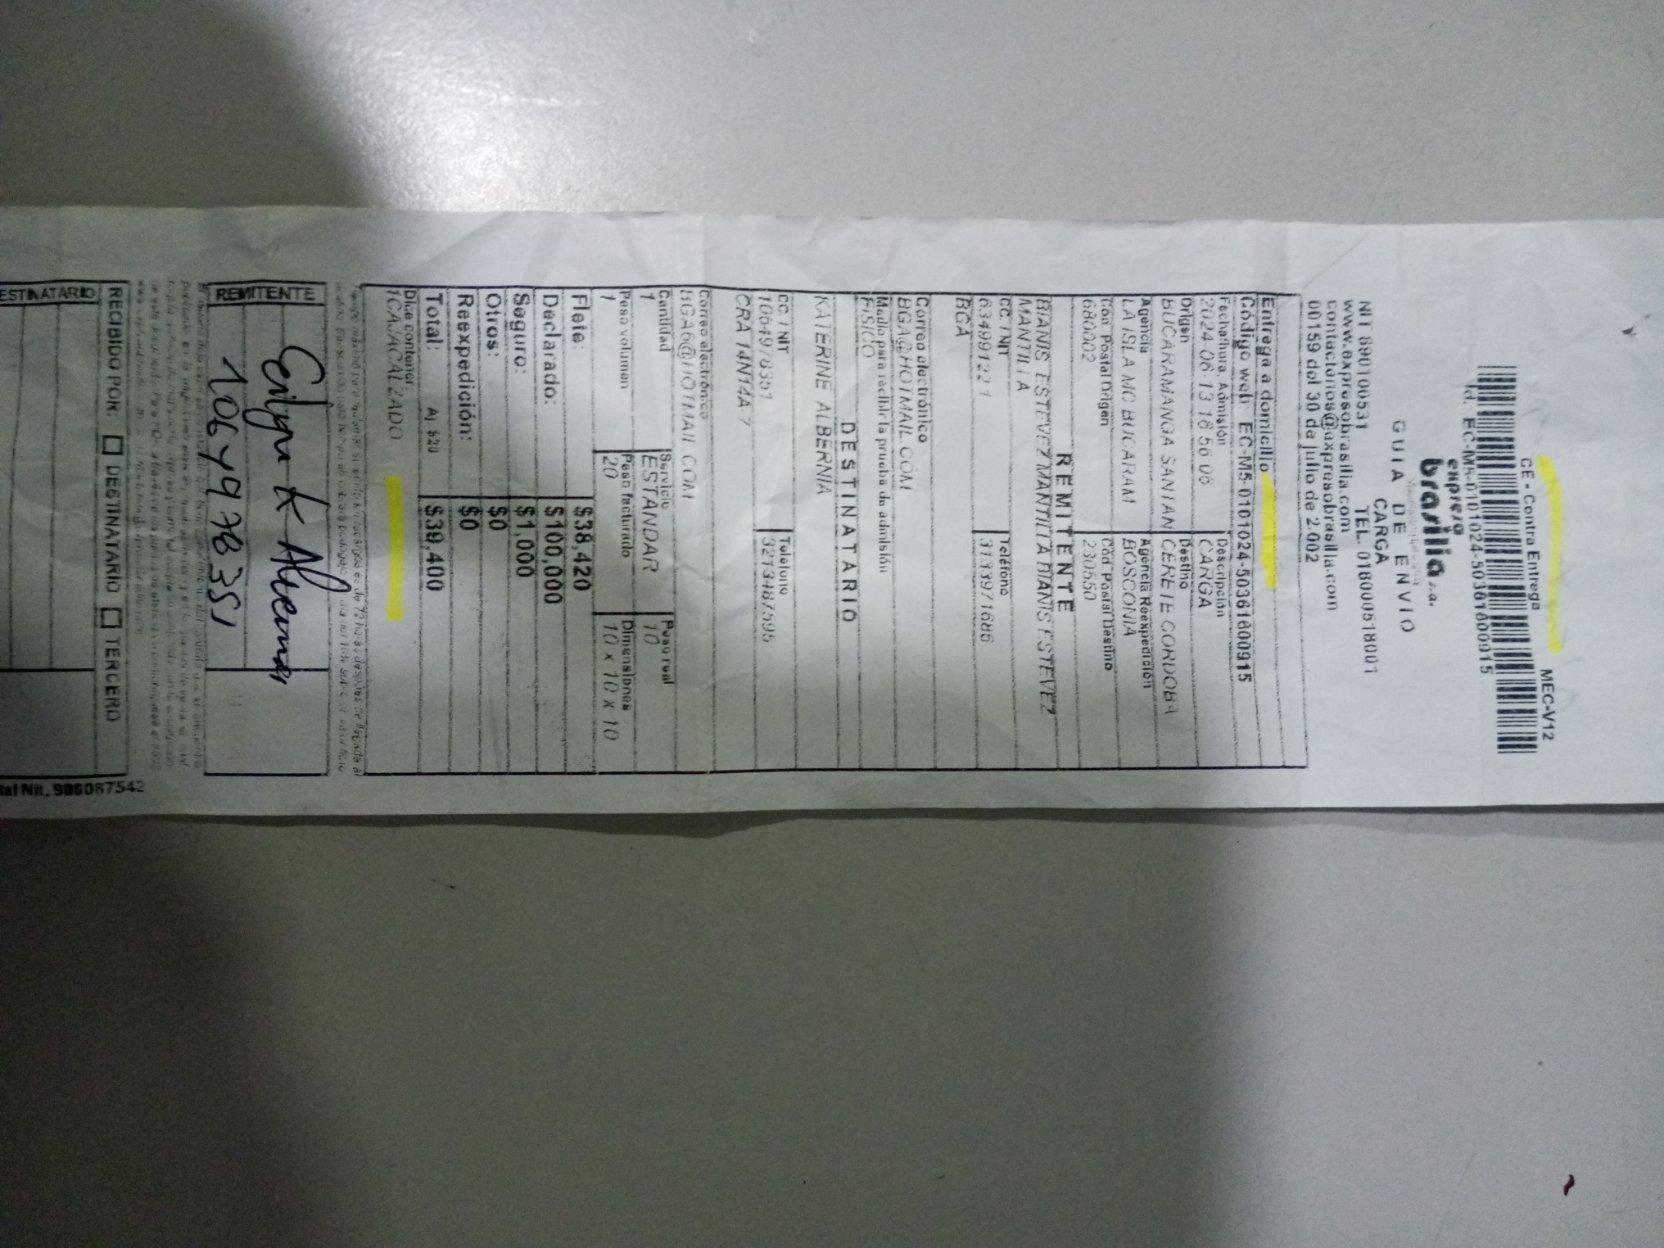 CE - Contra Entrega MEC-V12
Id. EC-M5-0101024-50361600915
expreso
brasilia s.a.
GUIA DE ENVIO
CARGA
NIT 890100531 TEL. 018000518001
www.expresobrasilia.com
contactenos@expresobrasilia.com
00159 del 30 de julio de 2.002
Entrega a domicilio
Código web: EC-M5-0101024-50361600915
Fecha/hora. Admisión Descripción
2024-06-13 18:56:06 CARGA
Origen Destino
BUCARAMANGA SANTAN CERETE CORDOBA
Agencia Agencia Reexpedición
LA ISLA MC BUCARAM BOSCONIA
Cód Postal Origen Cód Postal Destino
680002 230550
REMITENTE
BIANIS ESTEVEZ MANTILLA BIANIS ESTEVEZ
MANTILLA
CC. / NIT Teléfono
63499122 1 3133971686
BGA
Correo electrónico
BGA@HOTMAIL.COM
Medio para recibir la prueba de admisión
FISICO
DESTINATARIO
KATERINE ALBERNIA
CC. / NIT Teléfono
1064978351 3213487595
CRA 14N14A 7
Correo electrónico
BGA6@HOTMAIL.COM
Cantidad Servicio Peso real
1 ESTANDAR 10
Peso volumen Peso facturado Dimensiones
1 20 10 x 10 x 10
Flete: $38,420
Declarado: $100,000
Seguro: $1,000
Otros: $0
Reexpedición: $0
Total: Aj $20 $39,400
Dice contener:
1CAJACALZADO
REMITENTE
1064978351
RECIBIDO POR: DESTINATARIO TERCERO
ESTINATARIO
Nit. 900087542